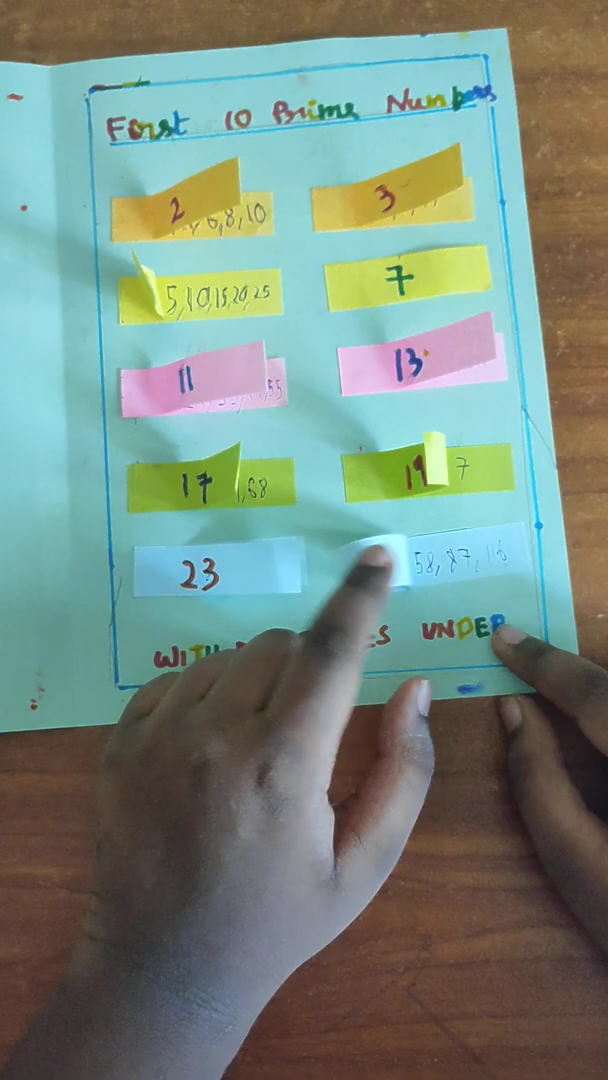 First 10 Prime Numbers
2 6,8,10 3
5,10,15,20,25 7
11 55 13
17 ,68 19 7
23 58, 87, 116
WITH UNDER